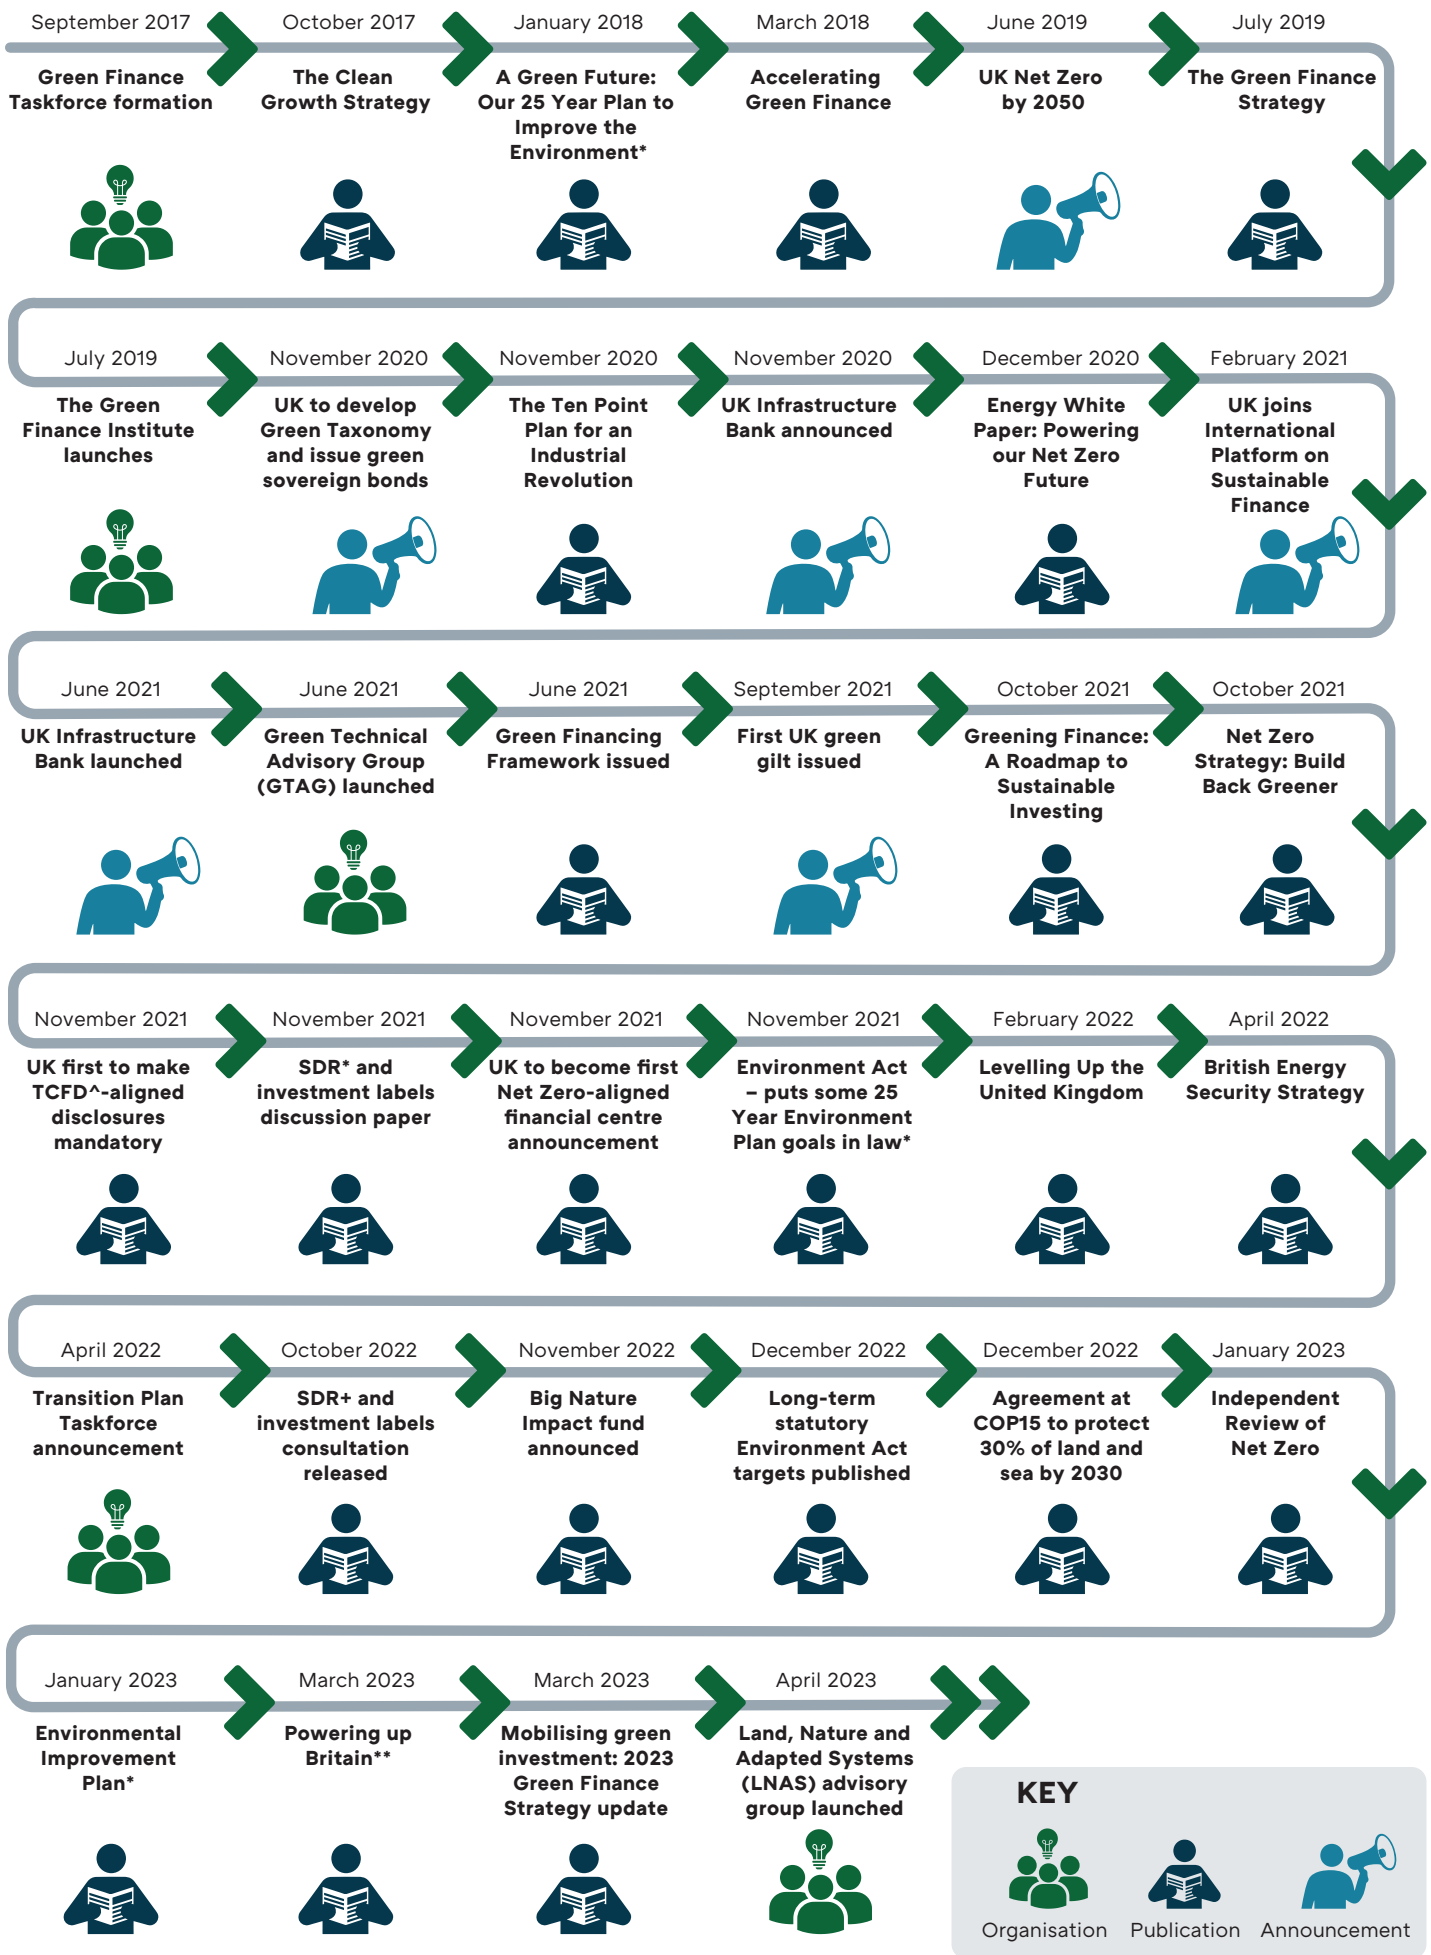 September 2017
Green Finance
Taskforce formation
October 2017
The Clean
Growth Strategy
January 2018
A Green Future:
Our 25 Year Plan to
Improve the
Environment*
March 2018
Accelerating
Green Finance
June 2019
UK Net Zero
by 2050
July 2019
The Green Finance
Strategy
July 2019
The Green
Finance Institute
launches
November 2020
UK to develop
Green Taxonomy
and issue green
sovereign bonds
November 2020
The Ten Point
Plan for an
Industrial
Revolution
November 2020
UK Infrastructure
Bank announced
December 2020
Energy White
Paper: Powering
our Net Zero
Future
February 2021
UK joins
International
Platform on
Sustainable
Finance
June 2021
UK Infrastructure
Bank launched
June 2021
Green Technical
Advisory Group
(GTAG) launched
June 2021
Green Financing
Framework issued
September 2021
First UK green
gilt issued
October 2021
Greening Finance:
A Roadmap to
Sustainable
Investing
October 2021
Net Zero
Strategy: Build
Back Greener
November 2021
UK first to make
TCFD^-aligned
disclosures
mandatory
November 2021
SDR* and
investment labels
discussion paper
November 2021
UK to become first
Net Zero-aligned
financial centre
announcement
November 2021
Environment Act
– puts some 25
Year Environment
Plan goals in law*
February 2022
Levelling Up the
United Kingdom
April 2022
British Energy
Security Strategy
April 2022
Transition Plan
Taskforce
announcement
October 2022
SDR+ and
investment labels
consultation
released
November 2022
Big Nature
Impact fund
announced
December 2022
Long-term
statutory
Environment Act
targets published
December 2022
Agreement at
COP15 to protect
30% of land and
sea by 2030
January 2023
Independent
Review of
Net Zero
January 2023
Environmental
Improvement
Plan*
March 2023
Powering up
Britain**
March 2023
Mobilising green
investment: 2023
Green Finance
Strategy update
April 2023
Land, Nature and
Adapted Systems
(LNAS) advisory
group launched
KEY
Organisation
Publication
Announcement